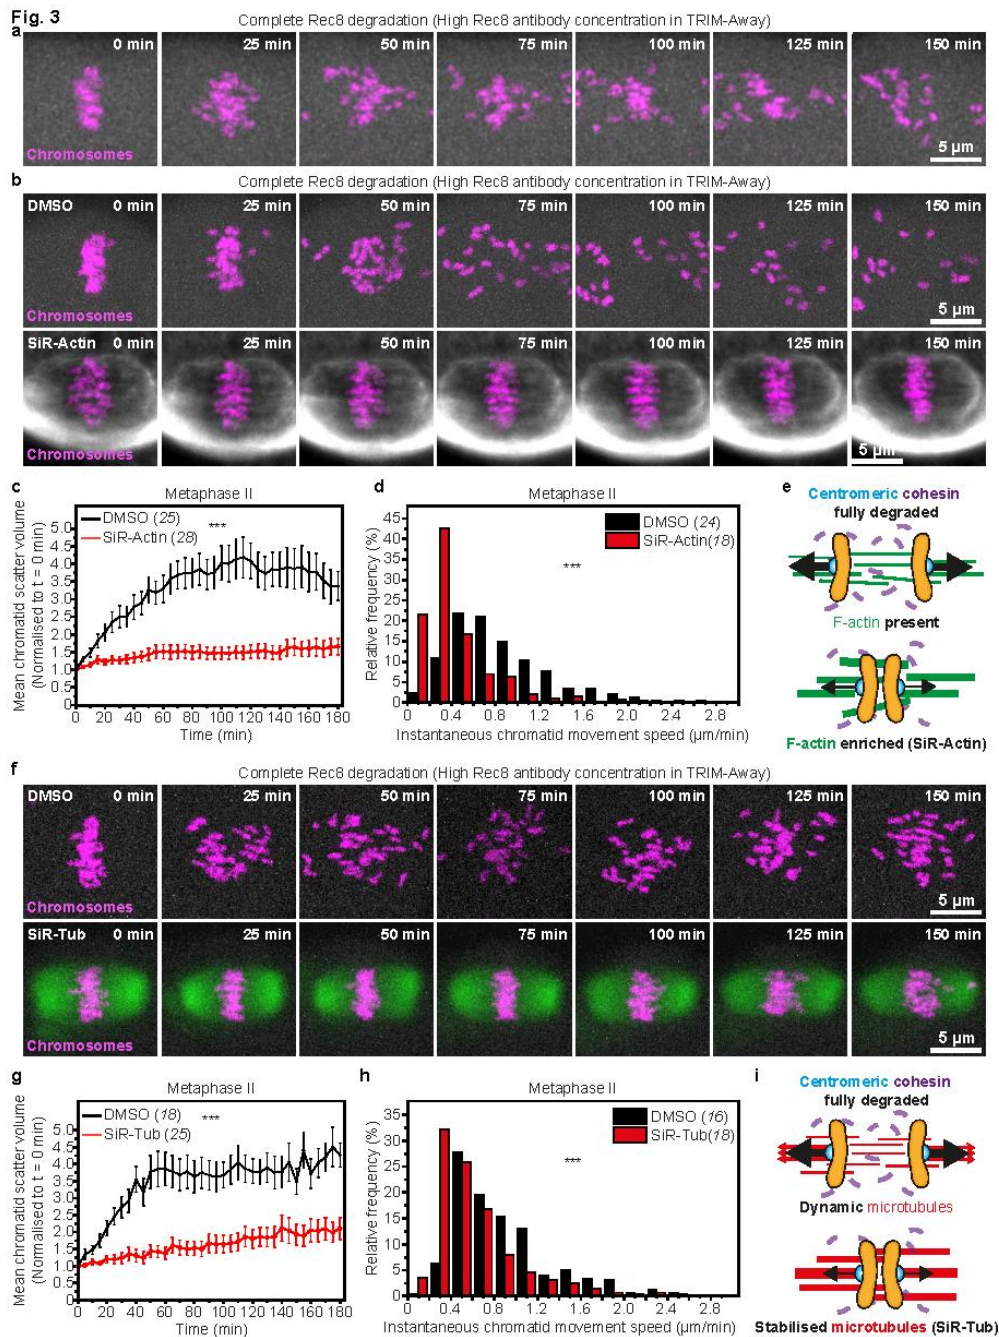 Fig. 3
a
Complete Rec8 degradation (High Rec8 antibody concentration in TRIM-Away)
0 min 25 min 50 min 75 min 100 min 125 min 150 min
Chromosomes
5 µm
b
Complete Rec8 degradation (High Rec8 antibody concentration in TRIM-Away)
DMSO 0 min 25 min 50 min 75 min 100 min 125 min 150 min
Chromosomes
5 µm
SiR-Actin 0 min 25 min 50 min 75 min 100 min 125 min 150 min
Chromosomes
5 µm
c
Metaphase II
DMSO (25)
SiR-Actin (28)
***
Mean chromatid scatter volume
(Normalised to t = 0 min)
5.0
4.5
4.0
3.5
3.0
2.5
2.0
1.5
1.0
0.5
0
0 20 40 60 80 100 120 140 160 180
Time (min)
d
Metaphase II
DMSO (24)
SiR-Actin(18)
***
Relative frequency (%)
45
40
35
30
25
20
15
10
5
0
0 0.4 0.8 1.2 1.6 2.0 2.4 2.8
Instantaneous chromatid movement speed (µm/min)
e
Centromeric cohesin
fully degraded
F-actin present
F-actin enriched (SiR-Actin)
f
Complete Rec8 degradation (High Rec8 antibody concentration in TRIM-Away)
DMSO 0 min 25 min 50 min 75 min 100 min 125 min 150 min
Chromosomes
5 µm
SiR-Tub 0 min 25 min 50 min 75 min 100 min 125 min 150 min
Chromosomes
5 µm
g
Metaphase II
DMSO (18)
SiR-Tub (25)
***
Mean chromatid scatter volume
(Normalised to t = 0 min)
5.0
4.5
4.0
3.5
3.0
2.5
2.0
1.5
1.0
0.5
0
0 20 40 60 80 100 120 140 160 180
Time (min)
h
Metaphase II
DMSO (16)
SiR-Tub(18)
***
Relative frequency (%)
35
30
25
20
15
10
5
0
0 0.4 0.8 1.2 1.6 2.0 2.4 2.8
Instantaneous chromatid movement speed (µm/min)
i
Centromeric cohesin
fully degraded
Dynamic microtubules
Stabilised microtubules (SiR-Tub)